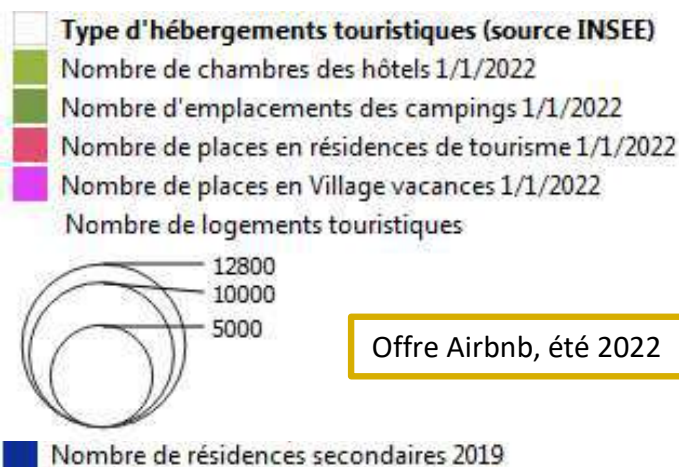 Type d'hébergements touristiques (source INSEE)
Nombre de chambres des hôtels 1/1/2022
Nombre d'emplacements des campings 1/1/2022
Nombre de places en résidences de tourisme 1/1/2022
Nombre de places en Village vacances 1/1/2022
Nombre de logements touristiques
12800
10000
5000
Offre Airbnb, été 2022
Nombre de résidences secondaires 2019